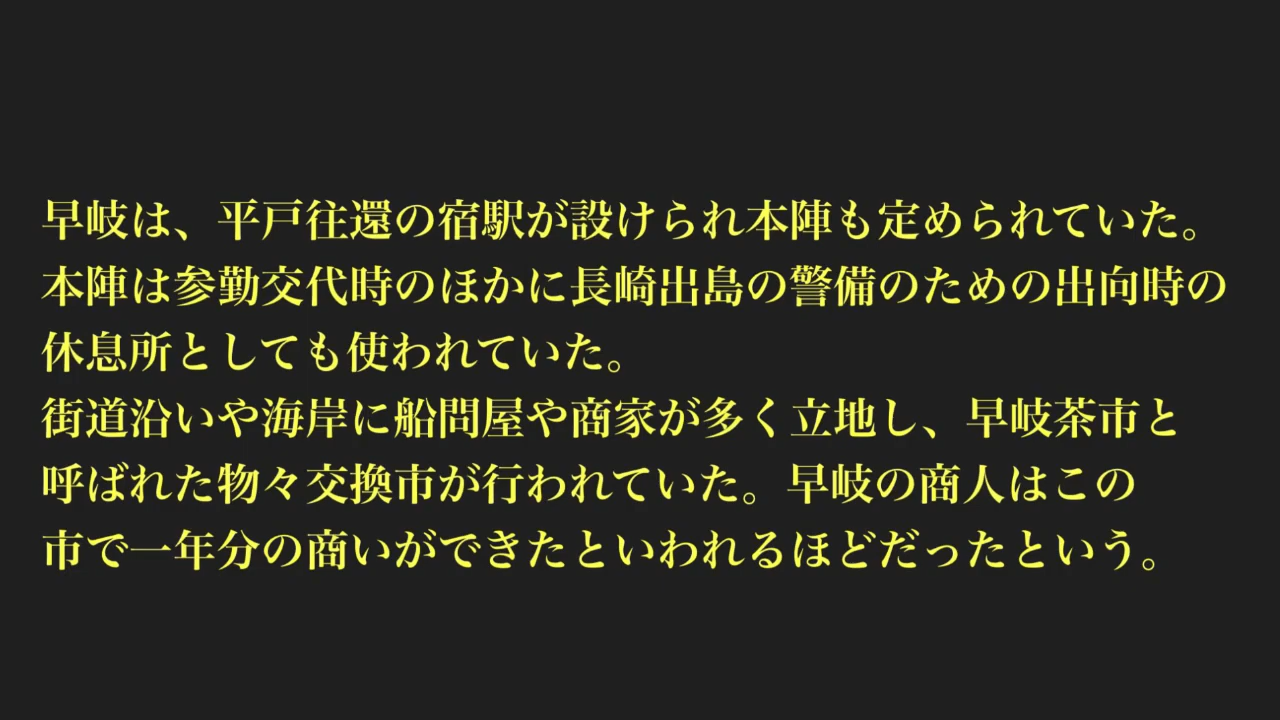 早岐は、平戸往還の宿駅が設けられ本陣も定められていた。
本陣は参勤交代時のほかに長崎出島の警備のための出向時の
休息所としても使われていた。
街道沿いや海岸に船問屋や商家が多く立地し、早岐茶市と
呼ばれた物々交換市が行われていた。早岐の商人はこの
市で一年分の商いができたといわれるほどだったという。